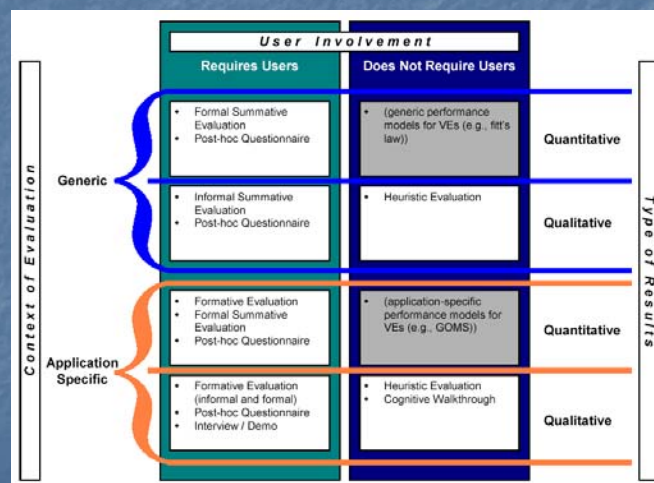 User Involvement
Requires Users
Does Not Require Users
Context of Evaluation
Type of Results
Generic
• Formal Summative
Evaluation
• Post-hoc Questionnaire
• (generic performance
models for VEs (e.g., fitt's
law))
Quantitative
• Informal Summative
Evaluation
• Post-hoc Questionnaire
• Heuristic Evaluation
Qualitative
Application
Specific
• Formative Evaluation
• Formal Summative
Evaluation
• Post-hoc Questionnaire
• (application-specific
performance models for
VEs (e.g., GOMS))
Quantitative
• Formative Evaluation
(informal and formal)
• Post-hoc Questionnaire
• Interview / Demo
• Heuristic Evaluation
• Cognitive Walkthrough
Qualitative